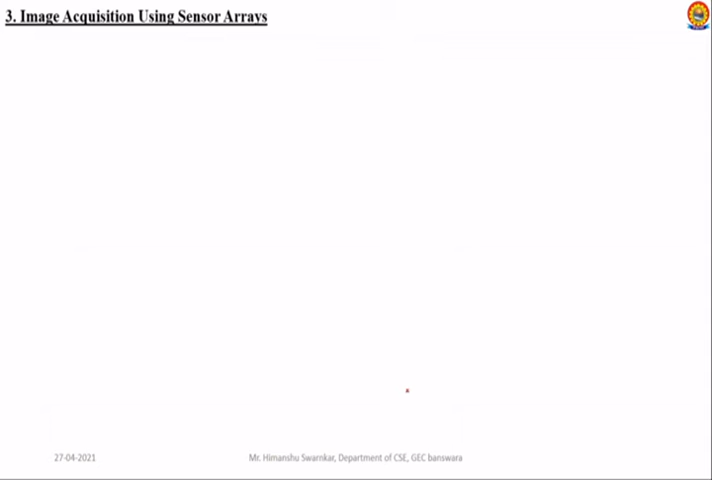 3. Image Acquisition Using Sensor Arrays
27-04-2021
Mr. Himanshu Swarnkar, Department of CSE, GEC banswara